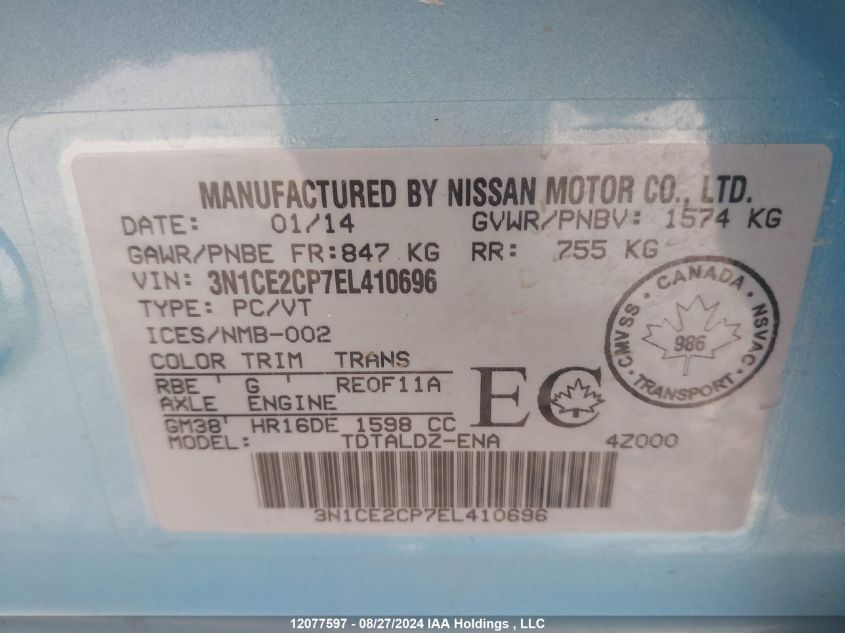 MANUFACTURED BY NISSAN MOTOR CO., LTD.
DATE: 01/14 GVWR/PNBV: 1574 KG
GAWR/PNBE FR:847 KG RR: 755 KG
VIN: 3N1CE2CP7EL410696
TYPE: PC/VT
ICES/NMB-002
COLOR TRIM TRANS
RBE ' G ' RE0F11A
AXLE ENGINE
GM38' HR16DE 1598 CC
MODEL: TDTALDZ-ENA 4Z000
EC
CANADA · NSVAC · TRANSPORT · CMVSS ·
986
3N1CE2CP7EL410696
12077597 - 08/27/2024 IAA Holdings , LLC